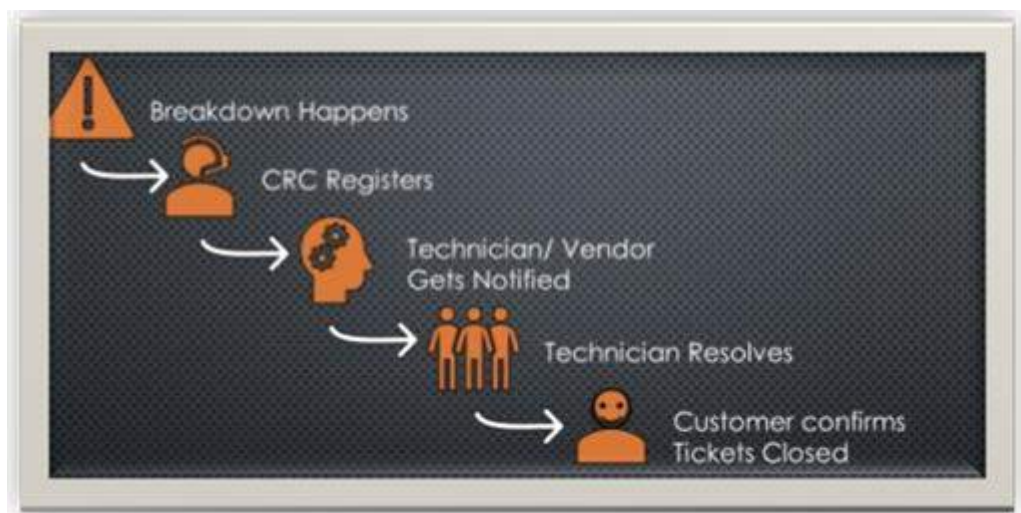 Breakdown Happens
CRC Registers
Technician/ Vendor
Gets Notified
Technician Resolves
Customer confirms
Tickets Closed